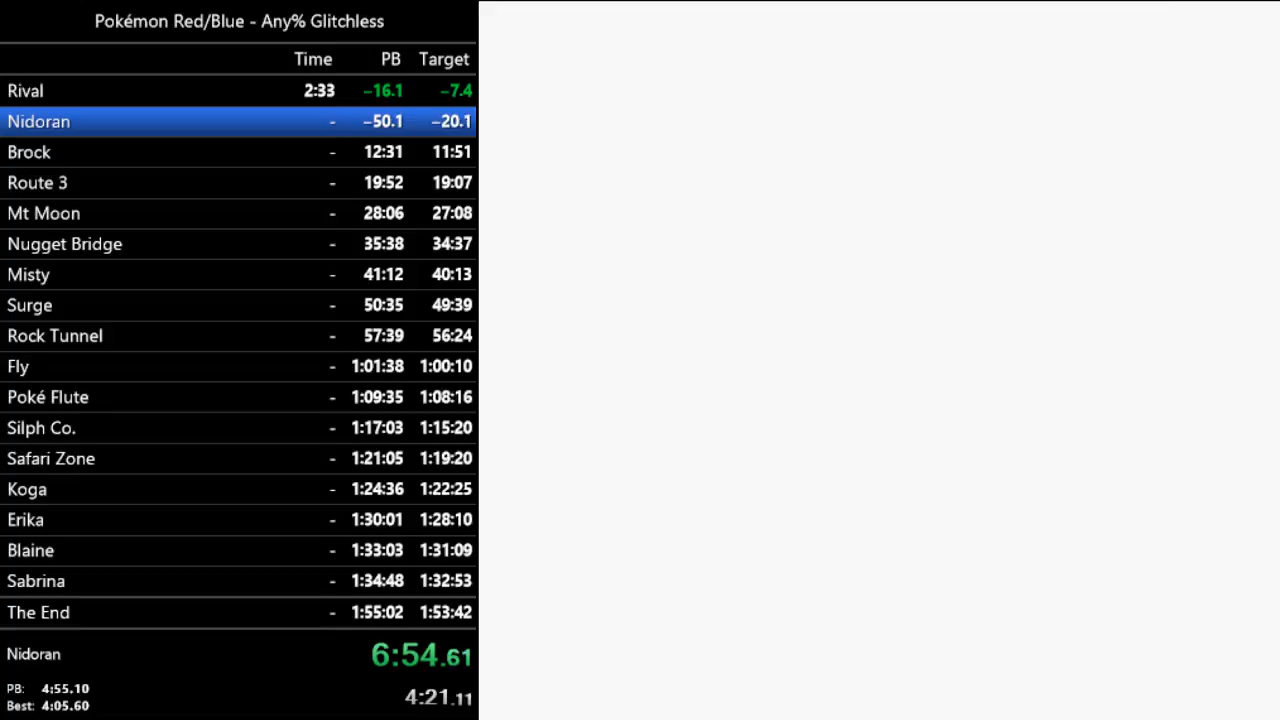 Pokémon Red/Blue - Any% Glitchless
Time PB Target
Rival 2:33 −16.1 −7.4
Nidoran - −50.1 −20.1
Brock - 12:31 11:51
Route 3 - 19:52 19:07
Mt Moon - 28:06 27:08
Nugget Bridge - 35:38 34:37
Misty - 41:12 40:13
Surge - 50:35 49:39
Rock Tunnel - 57:39 56:24
Fly - 1:01:38 1:00:10
Poké Flute - 1:09:35 1:08:16
Silph Co. - 1:17:03 1:15:20
Safari Zone - 1:21:05 1:19:20
Koga - 1:24:36 1:22:25
Erika - 1:30:01 1:28:10
Blaine - 1:33:03 1:31:09
Sabrina - 1:34:48 1:32:53
The End - 1:55:02 1:53:42
Nidoran 6:54.61
PB: 4:55.10
Best: 4:05.60
4:21.11